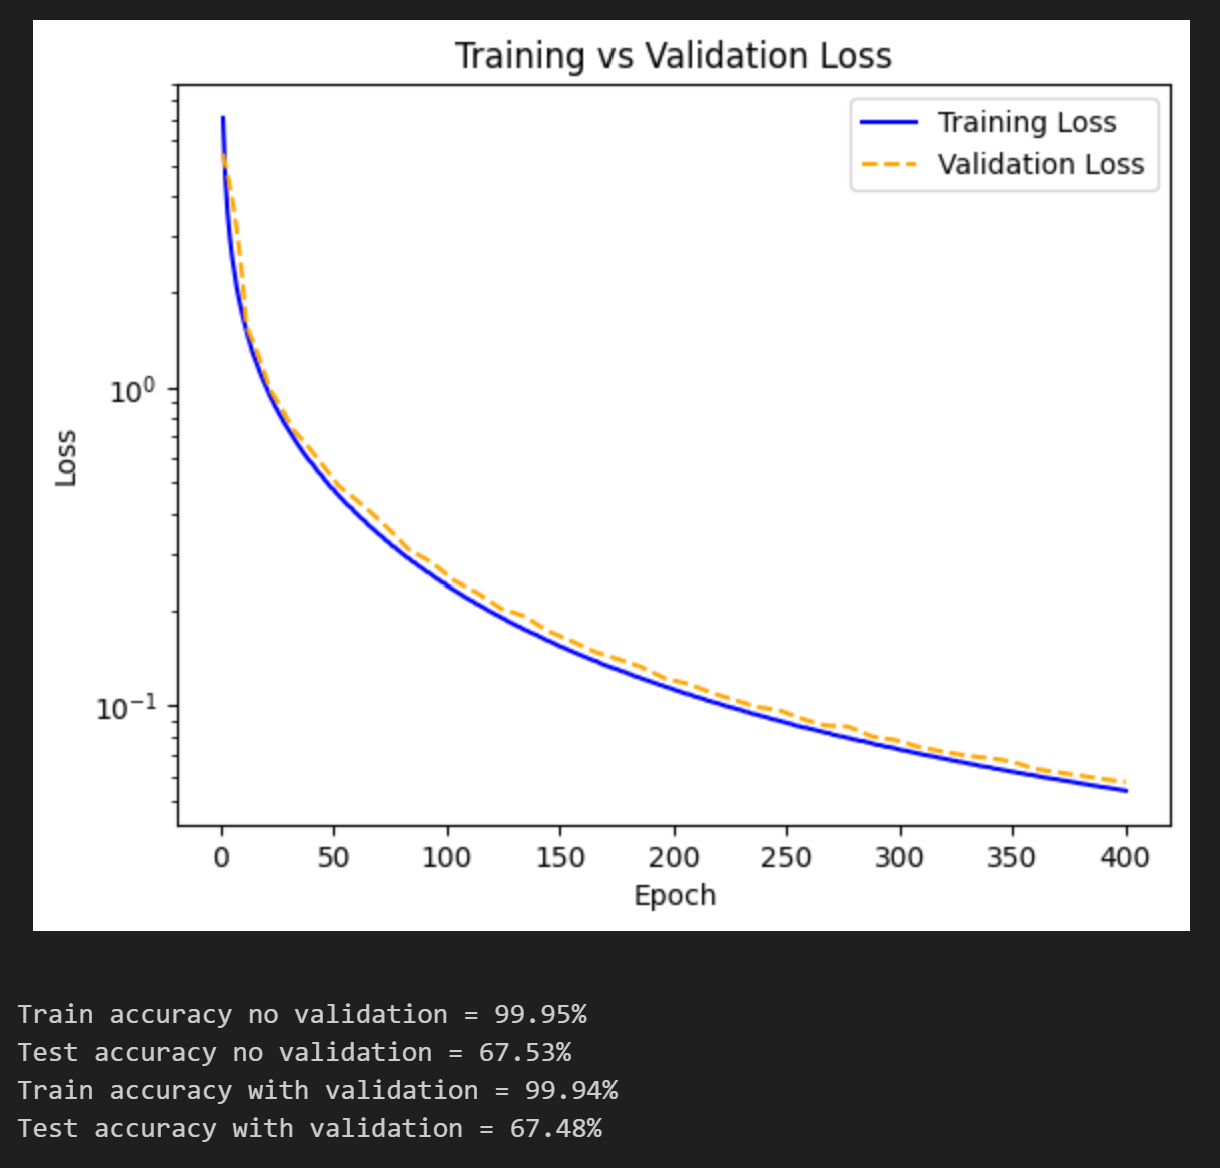 Training vs Validation Loss
Training Loss
Validation Loss
10⁰
10⁻¹
Loss
0 50 100 150 200 250 300 350 400
Epoch
Train accuracy no validation = 99.95%
Test accuracy no validation = 67.53%
Train accuracy with validation = 99.94%
Test accuracy with validation = 67.48%